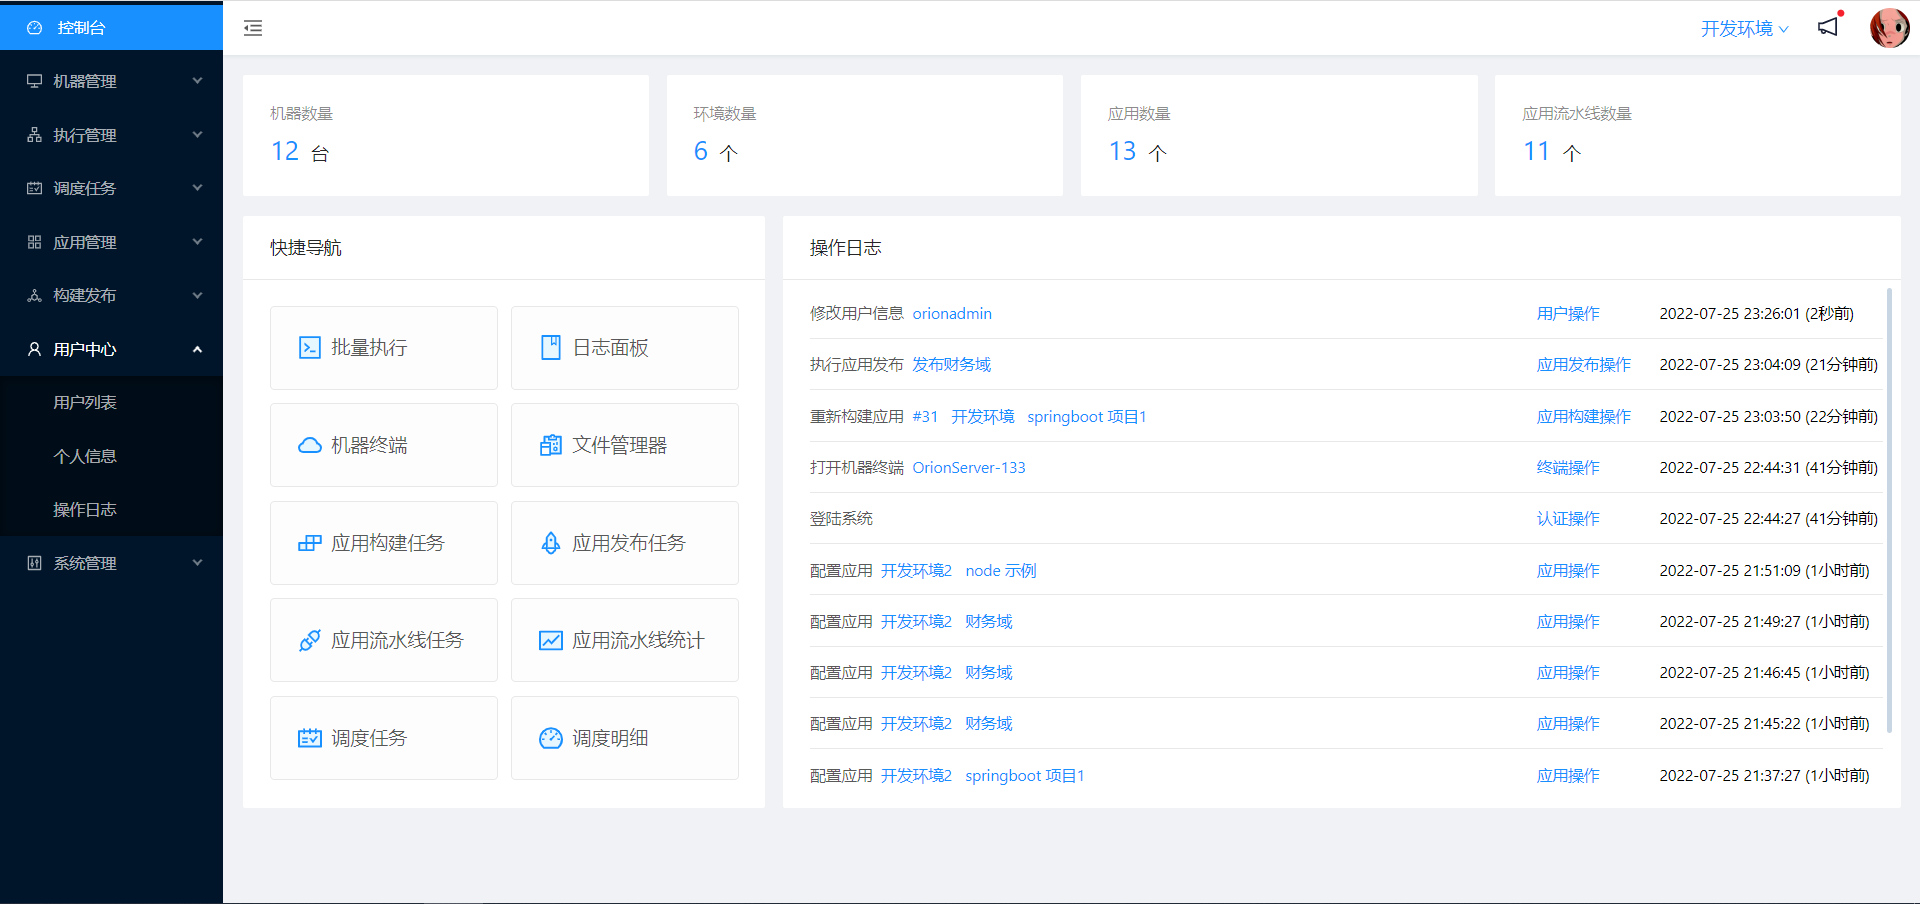 控制台
开发环境
机器管理
执行管理
调度任务
应用管理
构建发布
用户中心
用户列表
个人信息
操作日志
系统管理
机器数量
12 台
环境数量
6 个
应用数量
13 个
应用流水线数量
11 个
快捷导航
批量执行
日志面板
机器终端
文件管理器
应用构建任务
应用发布任务
应用流水线任务
应用流水线统计
调度任务
调度明细
操作日志
修改用户信息 orionadmin 用户操作 2022-07-25 23:26:01 (2秒前)
执行应用发布 发布财务域 应用发布操作 2022-07-25 23:04:09 (21分钟前)
重新构建应用 #31 开发环境 springboot 项目1 应用构建操作 2022-07-25 23:03:50 (22分钟前)
打开机器终端 OrionServer-133 终端操作 2022-07-25 22:44:31 (41分钟前)
登陆系统 认证操作 2022-07-25 22:44:27 (41分钟前)
配置应用 开发环境2 node 示例 应用操作 2022-07-25 21:51:09 (1小时前)
配置应用 开发环境2 财务域 应用操作 2022-07-25 21:49:27 (1小时前)
配置应用 开发环境2 财务域 应用操作 2022-07-25 21:46:45 (1小时前)
配置应用 开发环境2 财务域 应用操作 2022-07-25 21:45:22 (1小时前)
配置应用 开发环境2 springboot 项目1 应用操作 2022-07-25 21:37:27 (1小时前)